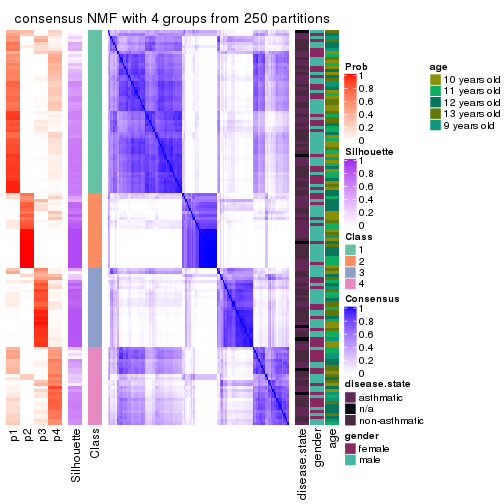 consensus NMF with 4 groups from 250 partitions
p1
p2
p3
p4
Silhouette
Class
disease.state
gender
age
Prob
1
0.8
0.6
0.4
0.2
0
Silhouette
1
0.8
0.6
0.4
0.2
0
Class
1
2
3
4
Consensus
1
0.8
0.6
0.4
0.2
0
disease.state
asthmatic
n/a
non-asthmatic
gender
female
male
age
10 years old
11 years old
12 years old
13 years old
9 years old